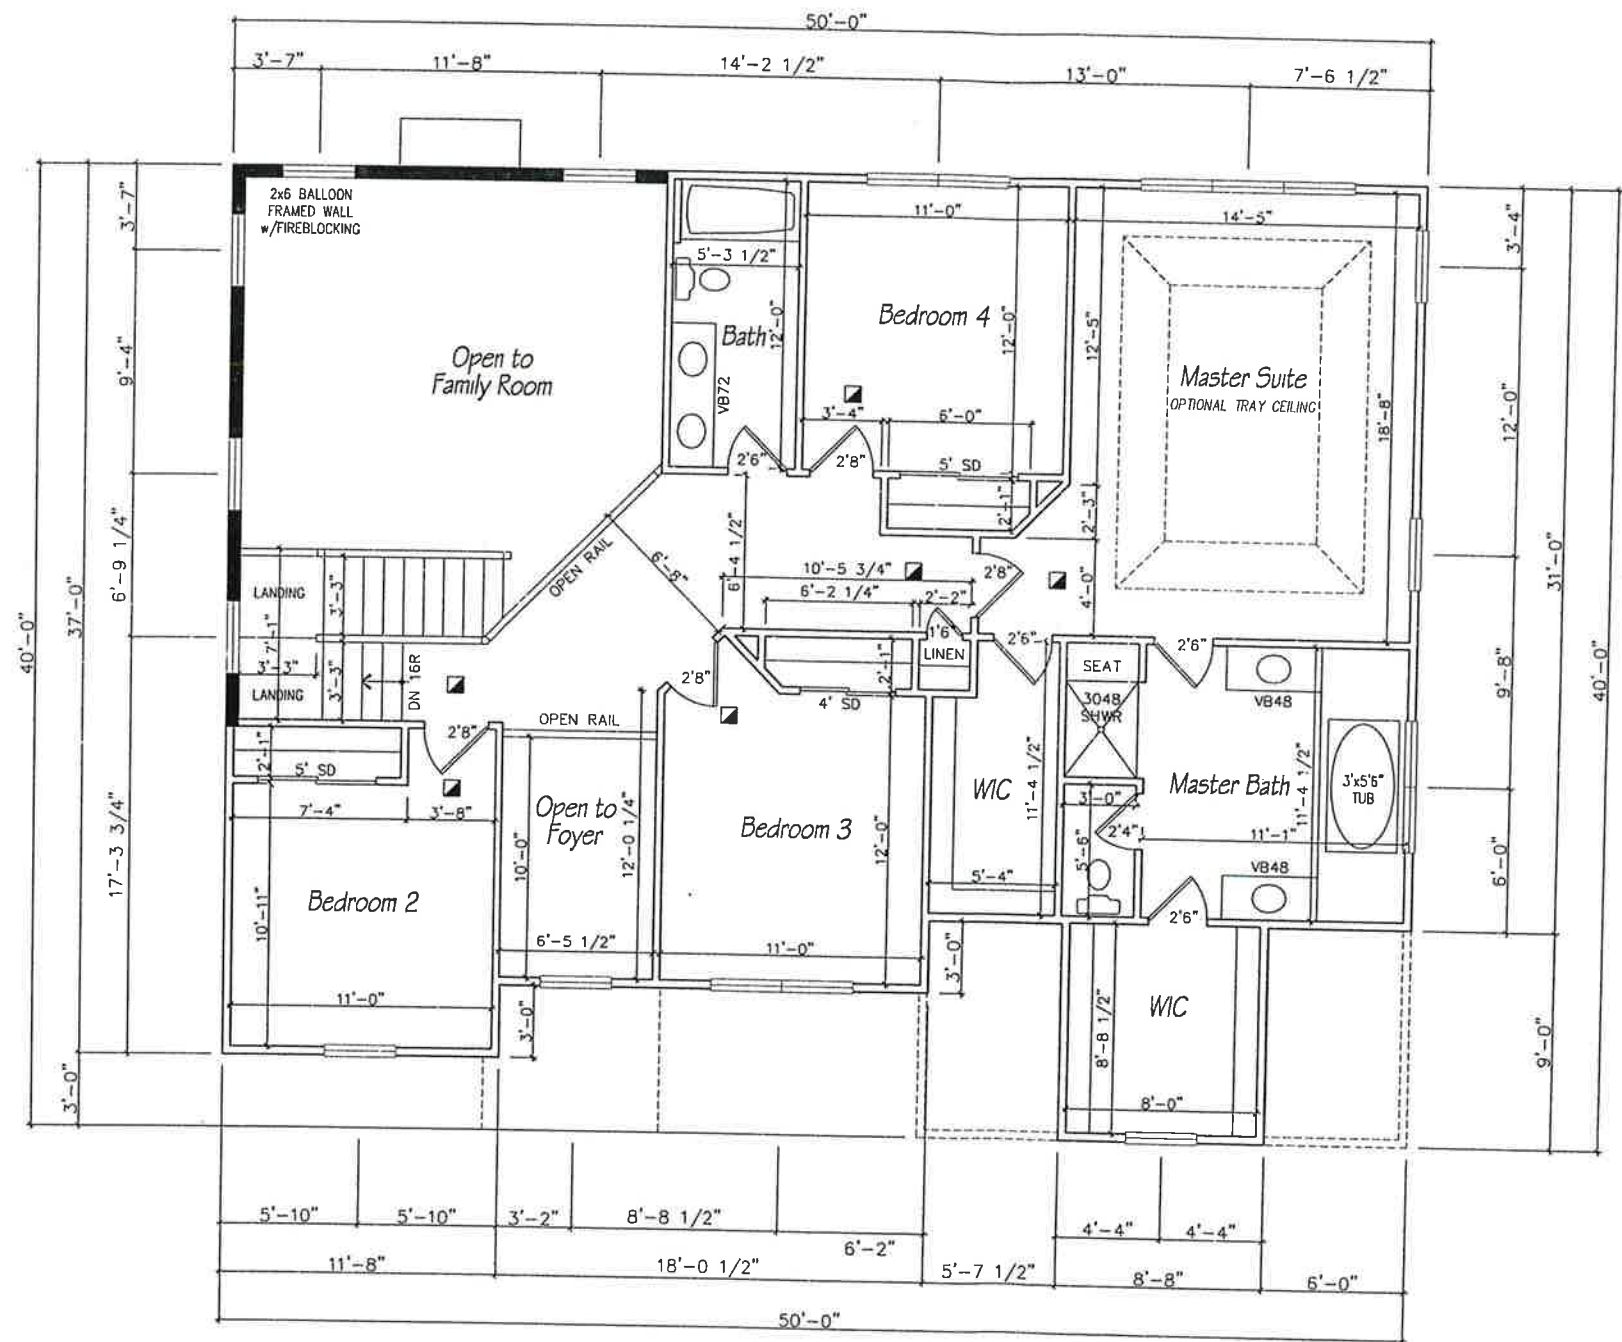 50'-0"
3'-7" 11'-8" 14'-2 1/2" 13'-0" 7'-6 1/2"
2x6 BALLOON
FRAMED WALL
w/FIREBLOCKING
3'-7"
9'-4"
6'-9 1/4"
17'-3 3/4"
37'-0"
3'-0"
40'-0"
Open to
Family Room
5'-3 1/2"
Bath
12'-0"
VB72
2'6"
11'-0"
Bedroom 4
12'-0"
3'-4" 6'-0"
2'8"
5' SD
2'-1"
14'-5"
12'-5"
Master Suite
OPTIONAL TRAY CEILING
18'-8"
2'-3"
4'-0"
3'-4"
12'-0"
9'-8"
6'-0"
31'-0"
9'-0"
40'-0"
OPEN RAIL
6'-8"
6'-4 1/2"
10'-5 3/4"
6'-2 1/4" 2'-2"
2'8"
1'6"
LINEN
2'6"
LANDING
3'-3"
7'-1"
3'-3"
LANDING
3'-3"
DN 16R
2'-1"
5' SD
2'8"
7'-4" 3'-8"
Bedroom 2
10'-11"
11'-0"
OPEN RAIL
Open to
Foyer
10'-0"
12'-0 1/4"
6'-5 1/2"
3'-0"
2'8"
2'-1"
4' SD
Bedroom 3
12'-0"
11'-0"
3'-0"
WIC
11'-4 1/2"
5'-4"
SEAT
3048
SHWR
2'6"
VB48
Master Bath
11'-4 1/2"
3'x5'6"
TUB
3'-0"
2'4"
5'-6"
11'-1"
VB48
2'6"
WIC
8'-8 1/2"
8'-0"
5'-10" 5'-10" 3'-2" 8'-8 1/2" 6'-2" 4'-4" 4'-4"
11'-8" 18'-0 1/2" 5'-7 1/2" 8'-8" 6'-0"
50'-0"